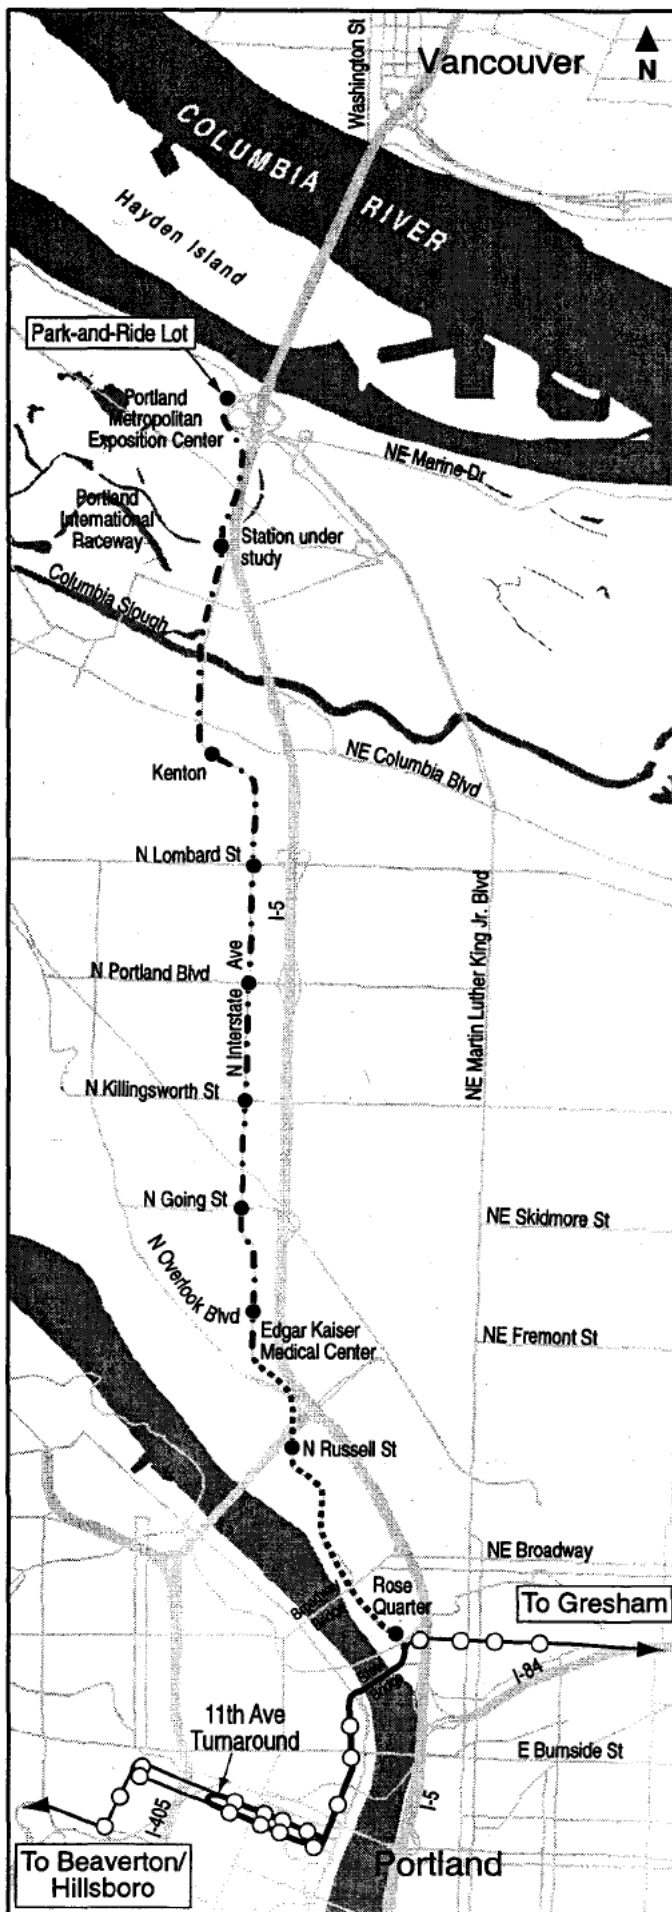 Washington St
Vancouver
N
COLUMBIA
RIVER
Hayden Island
Park-and-Ride Lot
Portland
Metropolitan
Exposition Center
NE Marine Dr
Portland
International
Raceway
Station under
study
Columbia Slough
NE Columbia Blvd
Kenton
N Lombard St
I-5
NE Martin Luther King Jr. Blvd
N Portland Blvd
N Interstate Ave
N Killingsworth St
N Going St
NE Skidmore St
N Overlook Blvd
Edgar Kaiser
Medical Center
NE Fremont St
N Russell St
NE Broadway
Rose
Quarter
Broadway
Bridge
To Gresham
I-84
11th Ave
Turnaround
E Burnside St
I-405
I-5
To Beaverton/
Hillsboro
Portland